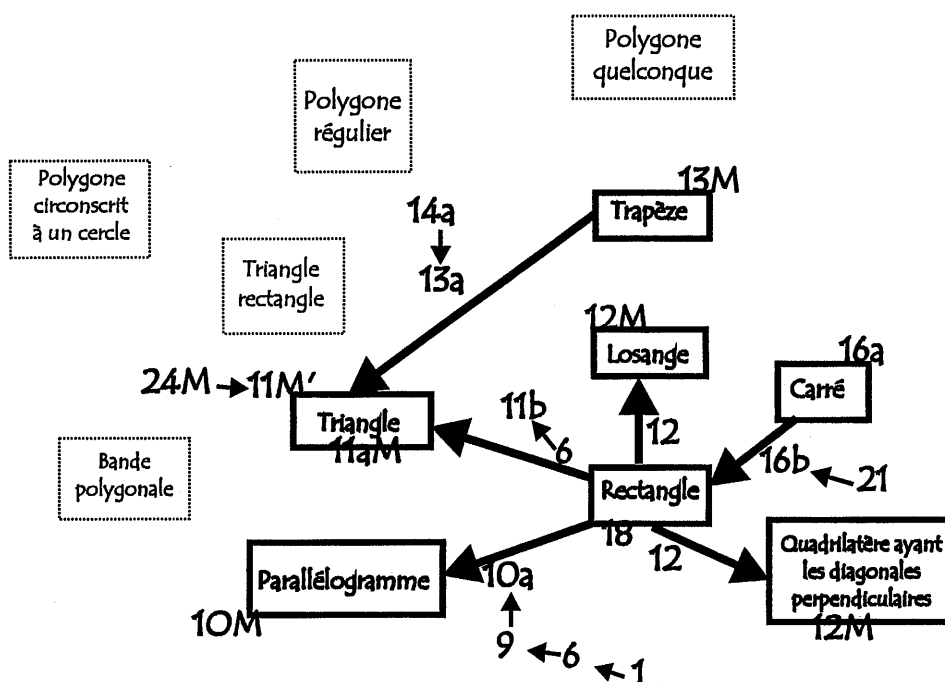 Polygone
quelconque
Polygone
régulier
Polygone
circonscrit
à un cercle
13M
Trapèze
14a
13a
Triangle
rectangle
12M
Losange
16a
Carré
24M
11M'
Triangle
11aM
11b
6
12
16b
21
Bande
polygonale
Rectangle
18
12
Quadrilatère ayant
les diagonales
perpendiculaires
12M
Parallélogramme
10M
10a
9
6
1